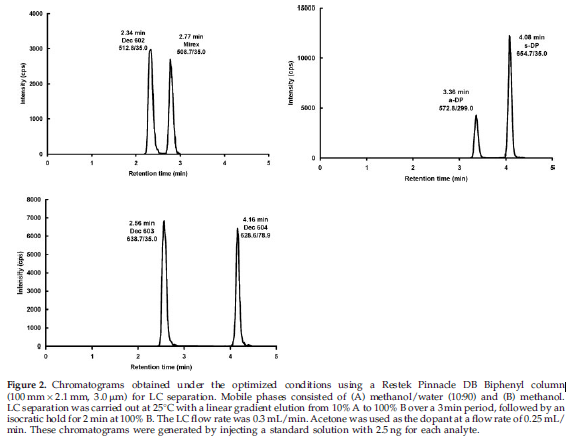 4000
3000
2000
1000
0
Intensity (cps)
2.34 min
Dec 602
612.8/35.0
2.77 min
Mirex
508.7/35.0
0 1 2 3 4 5
Retention time (min)
15000
10000
5000
0
Intensity (cps)
3.36 min
a-DP
572.8/299.0
4.08 min
s-DP
654.7/35.0
0 1 2 3 4 5
Retention time (min)
8000
7000
6000
5000
4000
3000
2000
1000
0
Intensity (cps)
2.56 min
Dec 603
638.7/35.0
4.16 min
Dec 604
628.6/78.9
0 1 2 3 4 5
Retention time (min)
Figure 2. Chromatograms obtained under the optimized conditions using a Restek Pinnacle DB Biphenyl column
(100 mm × 2.1 mm, 3.0 μm) for LC separation. Mobile phases consisted of (A) methanol/water (10:90) and (B) methanol.
LC separation was carried out at 25°C with a linear gradient elution from 10% A to 100% B over a 3 min period, followed by an
isocratic hold for 2 min at 100% B. The LC flow rate was 0.3 mL/min. Acetone was used as the dopant at a flow rate of 0.25 mL/
min. These chromatograms were generated by injecting a standard solution with 2.5 ng for each analyte.